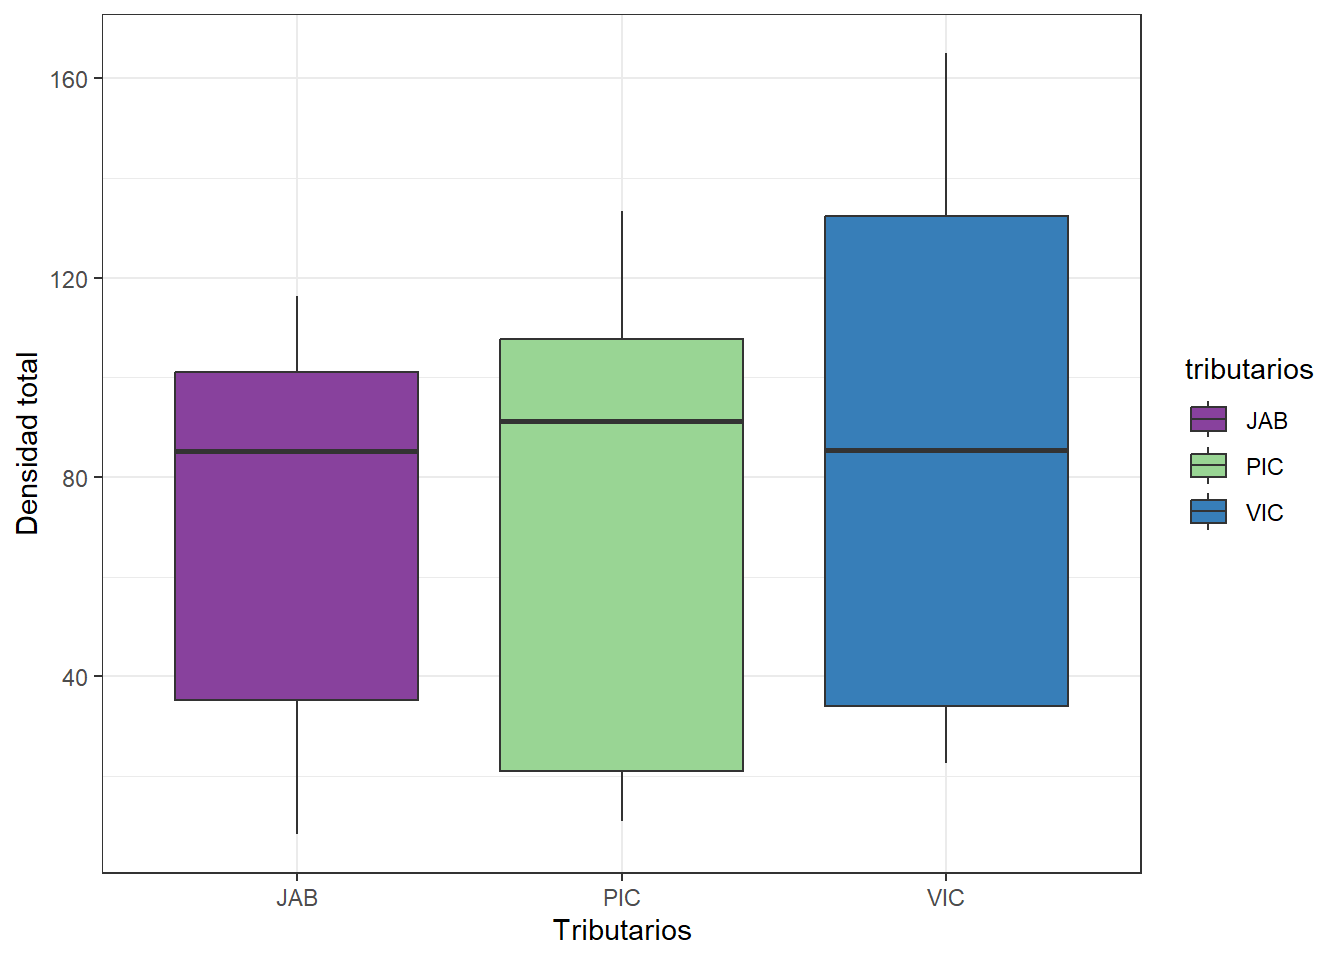 160
120
80
40
Densidad total
JAB
PIC
VIC
Tributarios
tributarios
JAB
PIC
VIC